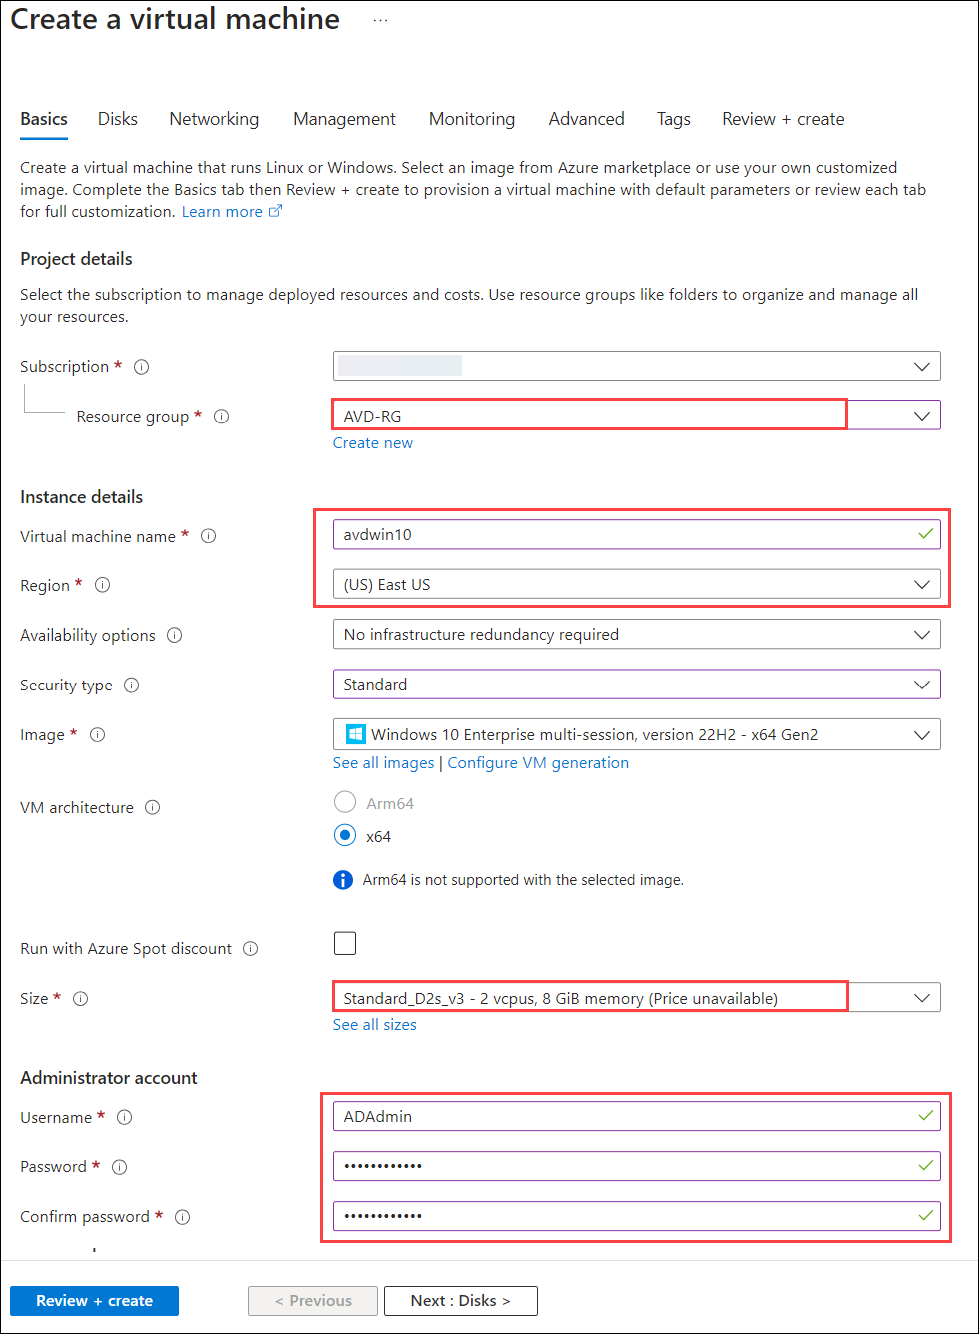 Create a virtual machine ...
Basics Disks Networking Management Monitoring Advanced Tags Review + create
Create a virtual machine that runs Linux or Windows. Select an image from Azure marketplace or use your own customized
image. Complete the Basics tab then Review + create to provision a virtual machine with default parameters or review each tab
for full customization. Learn more
Project details
Select the subscription to manage deployed resources and costs. Use resource groups like folders to organize and manage all
your resources.
Subscription *
Resource group * AVD-RG
Create new
Instance details
Virtual machine name * avdwin10
Region * (US) East US
Availability options No infrastructure redundancy required
Security type Standard
Image * Windows 10 Enterprise multi-session, version 22H2 - x64 Gen2
See all images | Configure VM generation
VM architecture Arm64
x64
Arm64 is not supported with the selected image.
Run with Azure Spot discount
Size * Standard_D2s_v3 - 2 vcpus, 8 GiB memory (Price unavailable)
See all sizes
Administrator account
Username * ADAdmin
Password * ••••••••••••
Confirm password * ••••••••••••
Review + create < Previous Next : Disks >